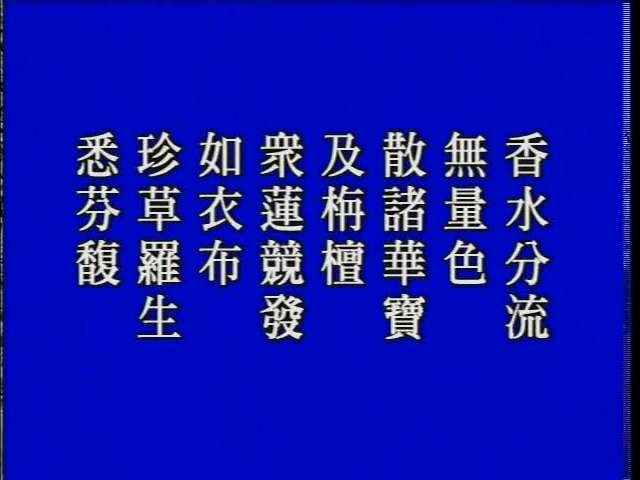 香水分流
無量色
散諸華寶
及栴檀
衆蓮競發
如衣布
珍草羅生
悉芬馥